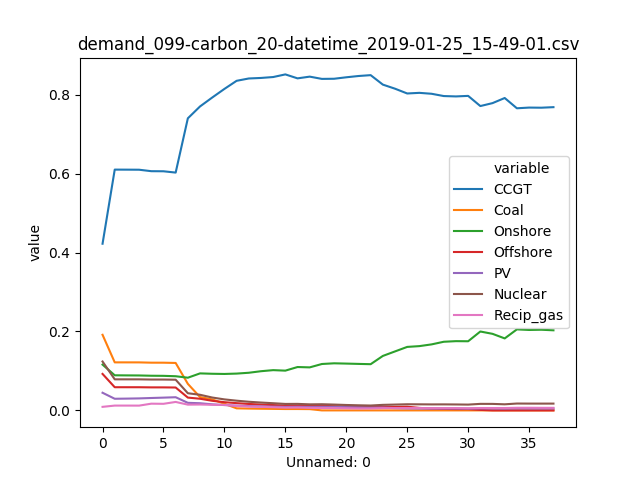 demand_099-carbon_20-datetime_2019-01-25_15-49-01.csv
value
0.8
0.6
0.4
0.2
0.0
variable
CCGT
Coal
Onshore
Offshore
PV
Nuclear
Recip_gas
0 5 10 15 20 25 30 35
Unnamed: 0